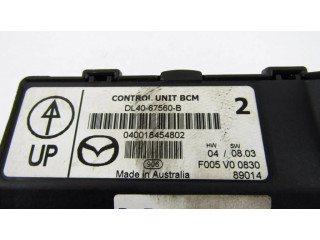 CONTROL UNIT BCM
DL40-67560-B
2
040018454802
UP
HW SW
04 / 08.03
Made in Australia
F005 V0 0830
89014